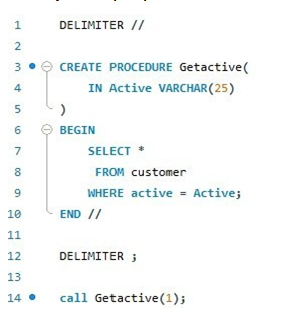 1 DELIMITER //
2
3 CREATE PROCEDURE Getactive(
4 IN Active VARCHAR(25)
5 )
6 BEGIN
7 SELECT *
8 FROM customer
9 WHERE active = Active;
10 END //
11
12 DELIMITER ;
13
14 call Getactive(1);